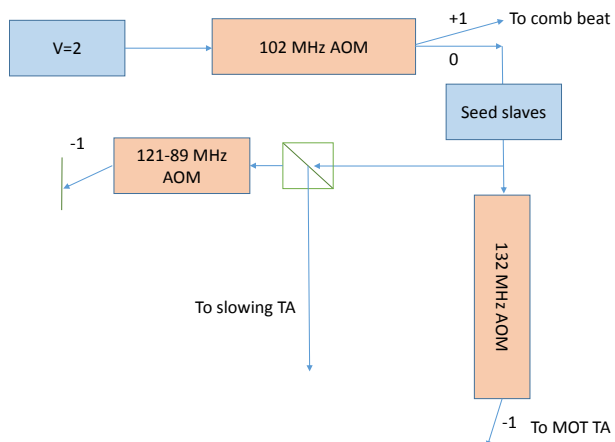 V=2
102 MHz AOM
+1
To comb beat
0
Seed slaves
-1
121-89 MHz
AOM
132 MHz AOM
To slowing TA
-1
To MOT TA